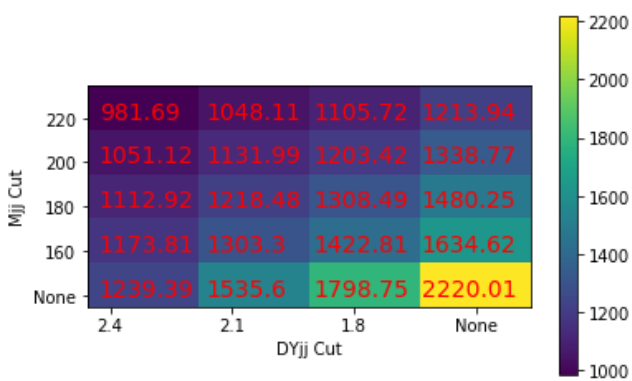 2200
2000
1800
1600
1400
1200
1000
Mjj Cut
220 981.69 1048.11 1105.72 1213.94
200 1051.12 1131.99 1203.42 1338.77
180 1112.92 1218.48 1308.49 1480.25
160 1173.81 1303.3 1422.81 1634.62
None 1239.39 1535.6 1798.75 2220.01
2.4 2.1 1.8 None
DYjj Cut